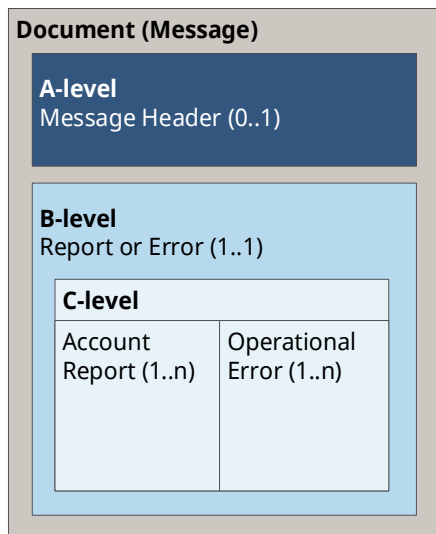 Document (Message)
A-level
Message Header (0..1)
B-level
Report or Error (1..1)
C-level
Account
Report (1..n)
Operational
Error (1..n)